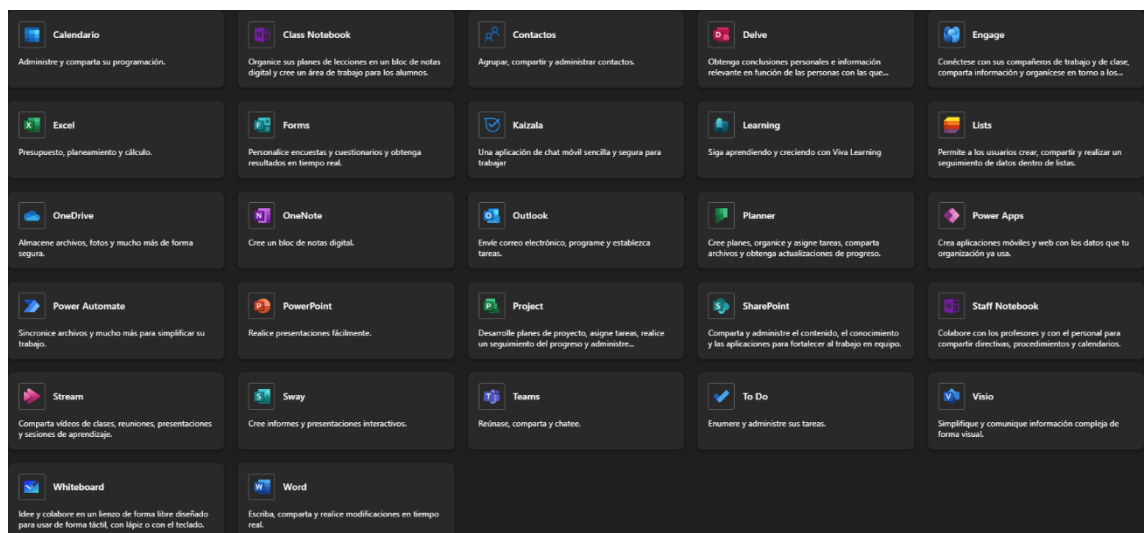 Calendario
Administre y comparta su programación.
Class Notebook
Organice sus planes de lecciones en un bloc de notas
digital y cree un área de trabajo para los alumnos.
Contactos
Agrupar, compartir y administrar contactos.
Delve
Obtenga conclusiones personales e información
relevante en función de las personas con las que...
Engage
Conéctese con sus compañeros de trabajo y de clase,
comparta información y organícese en torno a los...
Excel
Presupuesto, planeamiento y cálculo.
Forms
Personalice encuestas y cuestionarios y obtenga
resultados en tiempo real.
Kaizala
Una aplicación de chat móvil sencilla y segura para
trabajar
Learning
Siga aprendiendo y creciendo con Viva Learning
Lists
Permite a los usuarios crear, compartir y realizar un
seguimiento de datos dentro de listas.
OneDrive
Almacene archivos, fotos y mucho más de forma
segura.
OneNote
Cree un bloc de notas digital.
Outlook
Envíe correo electrónico, programe y establezca
tareas.
Planner
Cree planes, organice y asigne tareas, comparta
archivos y obtenga actualizaciones de progreso.
Power Apps
Crea aplicaciones móviles y web con los datos que tu
organización ya usa.
Power Automate
Sincronice archivos y mucho más para simplificar su
trabajo.
PowerPoint
Realice presentaciones fácilmente.
Project
Desarrolle planes de proyecto, asigne tareas, realice
un seguimiento del progreso y administre...
SharePoint
Comparta y administre el contenido, el conocimiento
y las aplicaciones para fortalecer al trabajo en equipo.
Staff Notebook
Colabore con los profesores y con el personal para
compartir directivas, procedimientos y calendarios.
Stream
Comparta vídeos de clases, reuniones, presentaciones
y sesiones de aprendizaje.
Sway
Cree informes y presentaciones interactivos.
Teams
Reúnase, comparta y chatee.
To Do
Enumere y administre sus tareas.
Visio
Simplifique y comunique información compleja de
forma visual.
Whiteboard
Idee y colabore en un lienzo de forma libre diseñado
para usar de forma táctil, con lápiz o con el teclado.
Word
Escriba, comparta y realice modificaciones en tiempo
real.